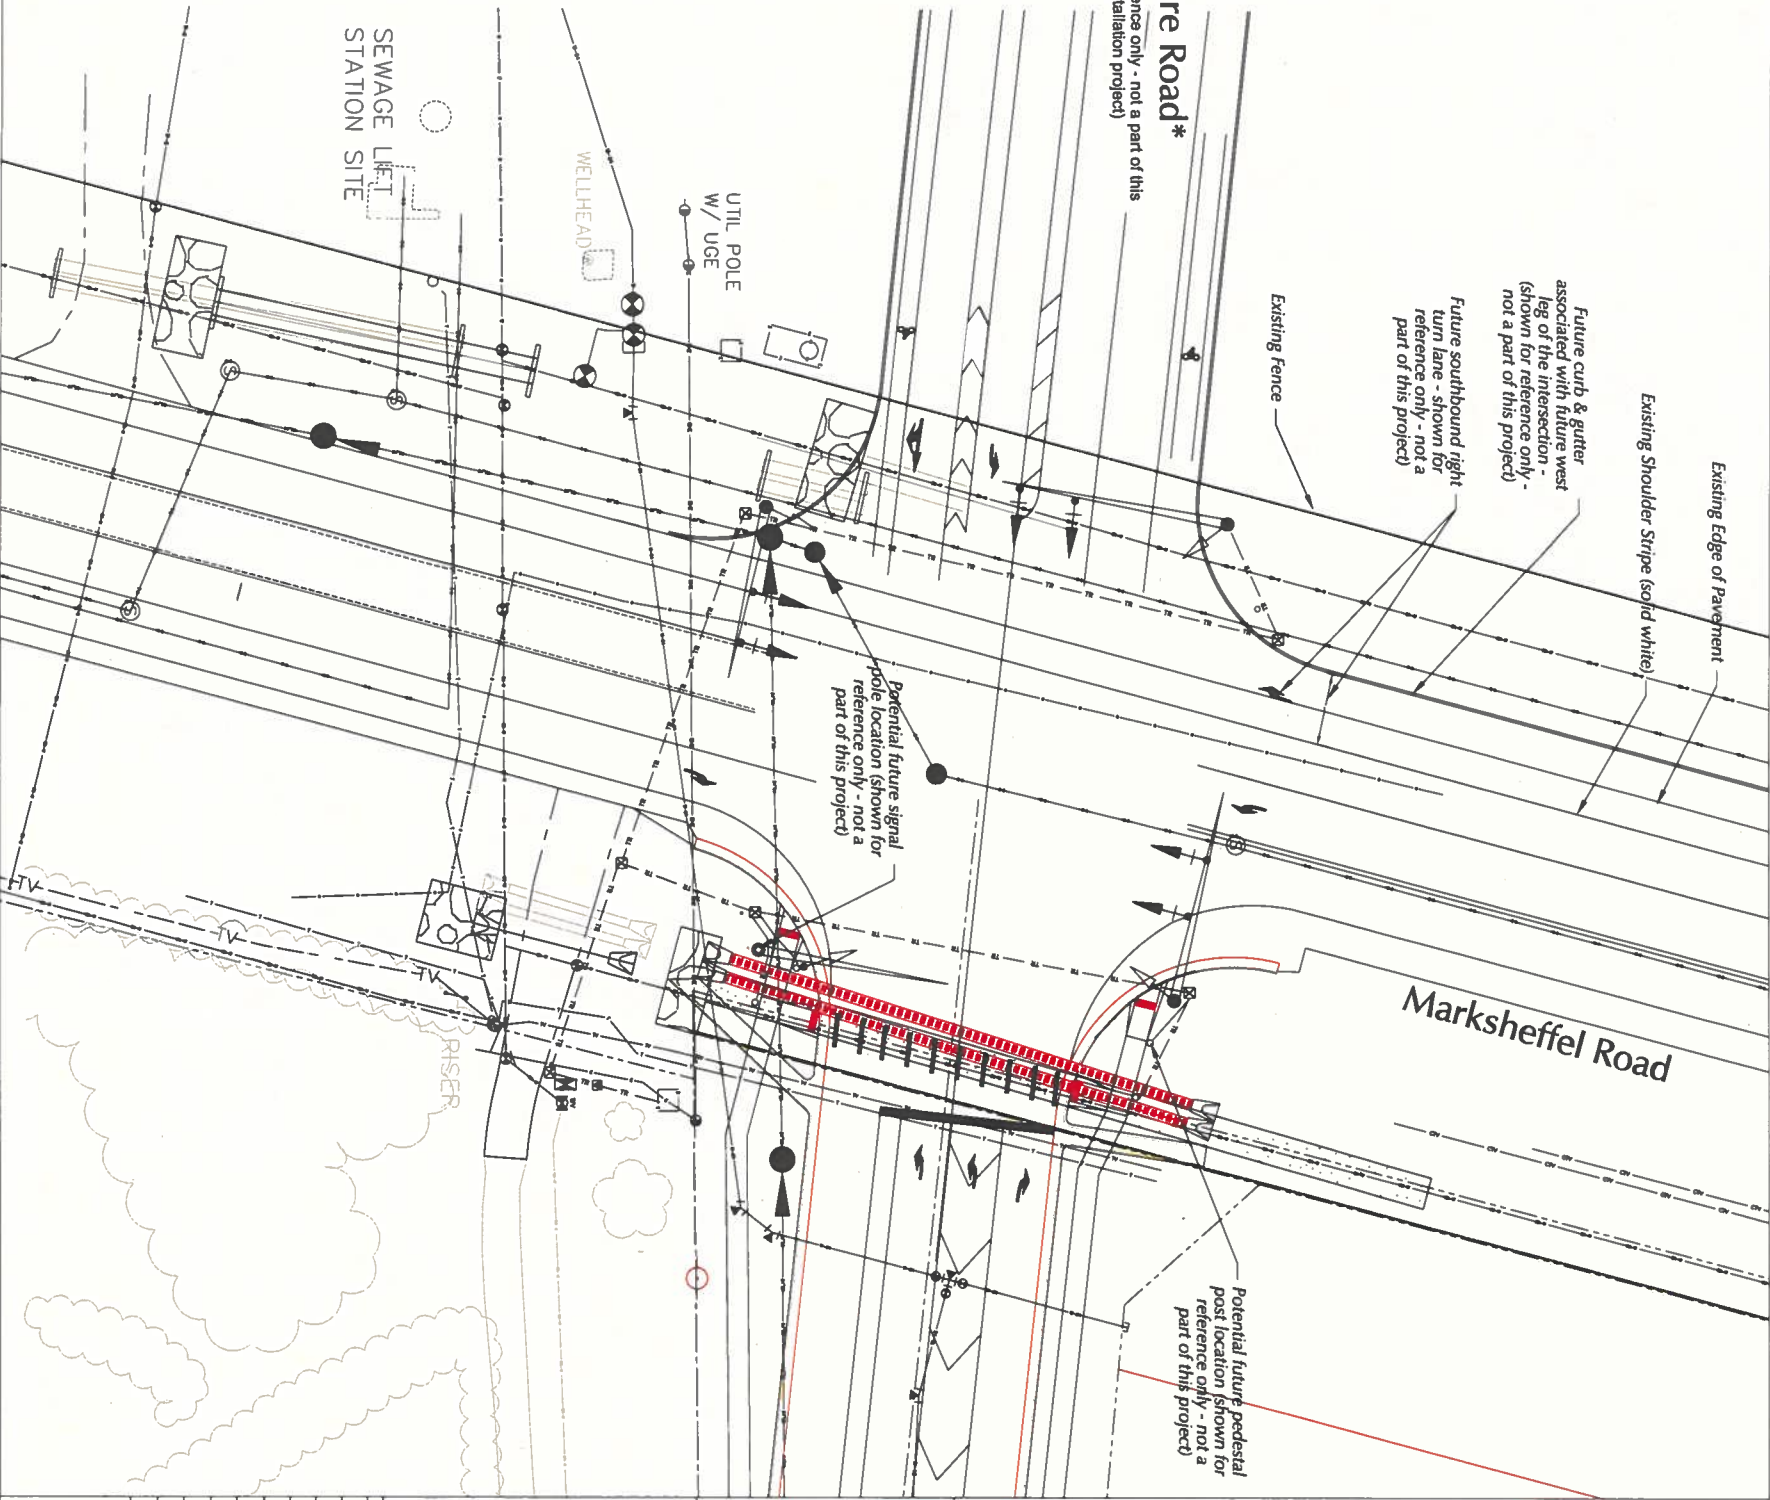 re Road*
ence only - not a part of this
tallation project)
SEWAGE LIFT
STATION SITE
WELLHEAD
UTIL POLE
W/ UGE
Existing Fence
Future southbound right
turn lane - shown for
reference only - not a
part of this project)
Future curb & gutter
associated with future west
leg of the intersection -
(shown for reference only -
not a part of this project)
Existing Shoulder Stripe (solid white)
Existing Edge of Pavement
Potential future signal
pole location (shown for
reference only - not a
part of this project)
Marksheffel Road
TV
TV
TV
RISER
Potential future pedestal
post location (shown for
reference only - not a
part of this project)